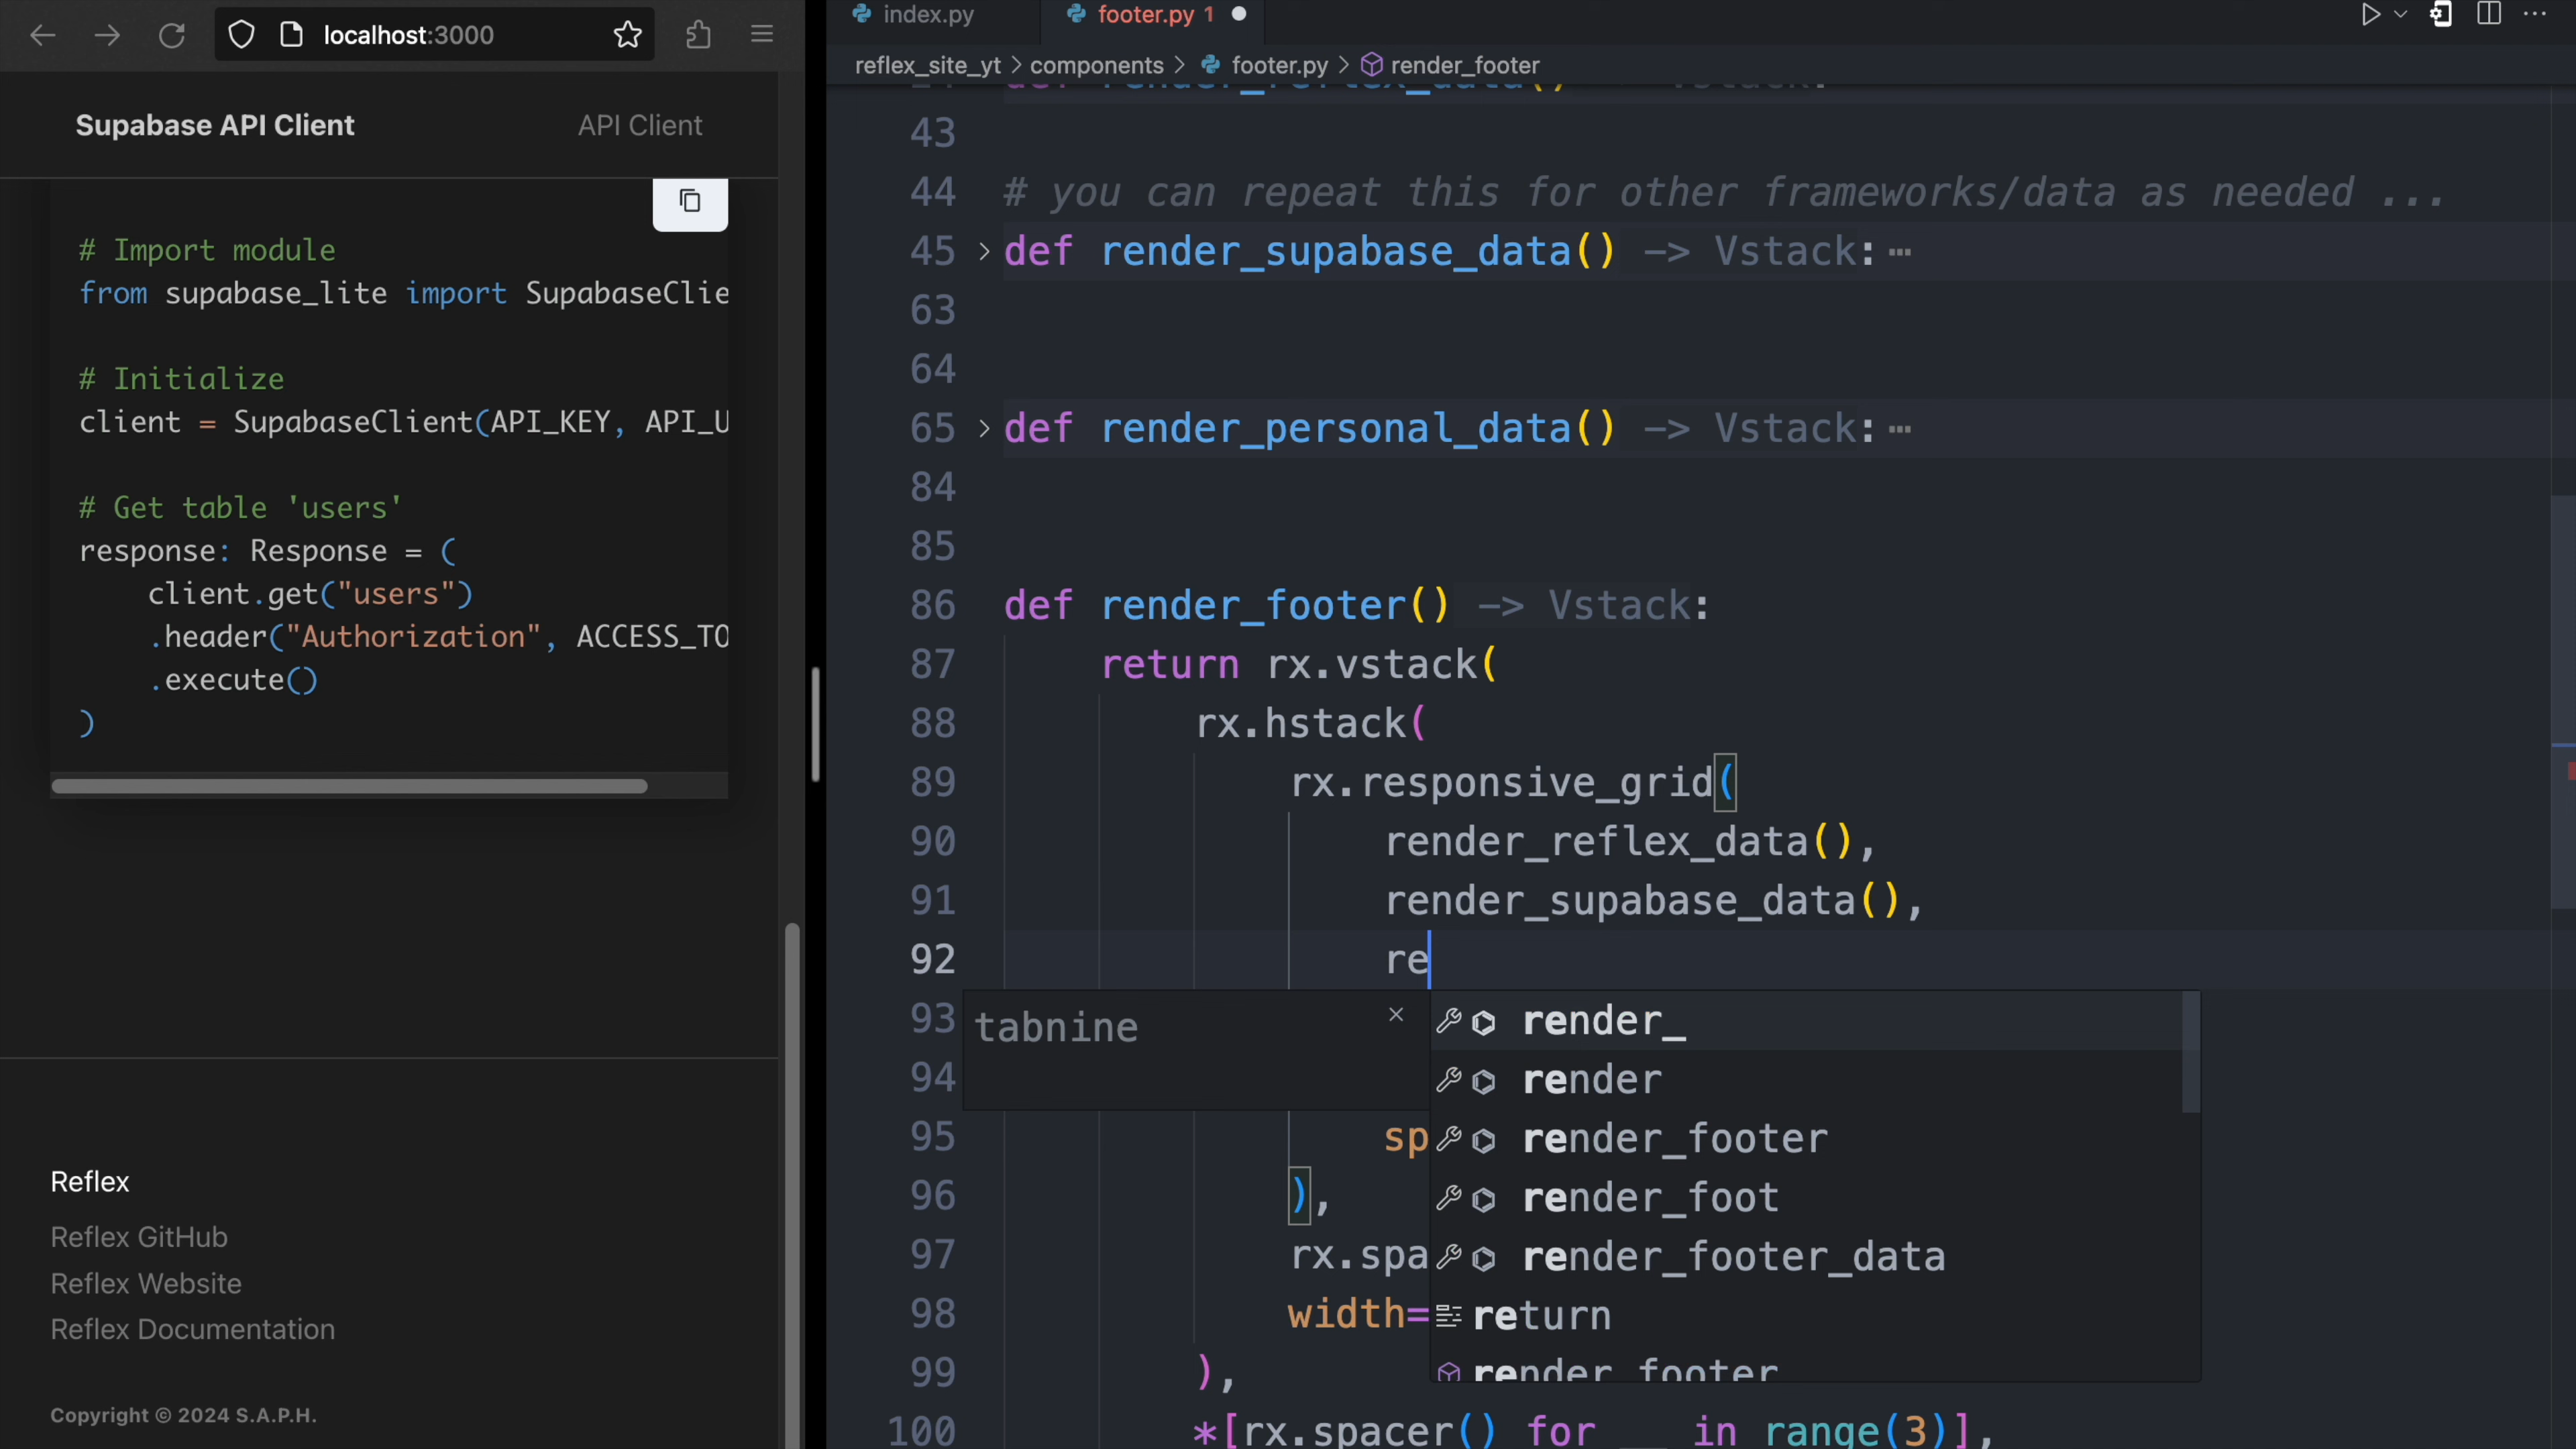 localhost:3000
Supabase API Client
API Client
# Import module
from supabase_lite import SupabaseClie
# Initialize
client = SupabaseClient(API_KEY, API_U
# Get table 'users'
response: Response = (
client.get("users")
.header("Authorization", ACCESS_TO
.execute()
)
Reflex
Reflex GitHub
Reflex Website
Reflex Documentation
Copyright © 2024 S.A.P.H.
index.py
footer.py 1
reflex_site_yt > components > footer.py > render_footer
43
44 # you can repeat this for other frameworks/data as needed ...
45 > def render_supabase_data() -> Vstack: ⋯
63
64
65 > def render_personal_data() -> Vstack: ⋯
84
85
86 def render_footer() -> Vstack:
87 return rx.vstack(
88 rx.hstack(
89 rx.responsive_grid(
90 render_reflex_data(),
91 render_supabase_data(),
92 re
93
94
95 sp
96 ),
97 rx.spa
98 width=
99 ),
100 *[rx.spacer() for __ in range(3)],
tabnine
render_
render
render_footer
render_foot
render_footer_data
return
render_footer